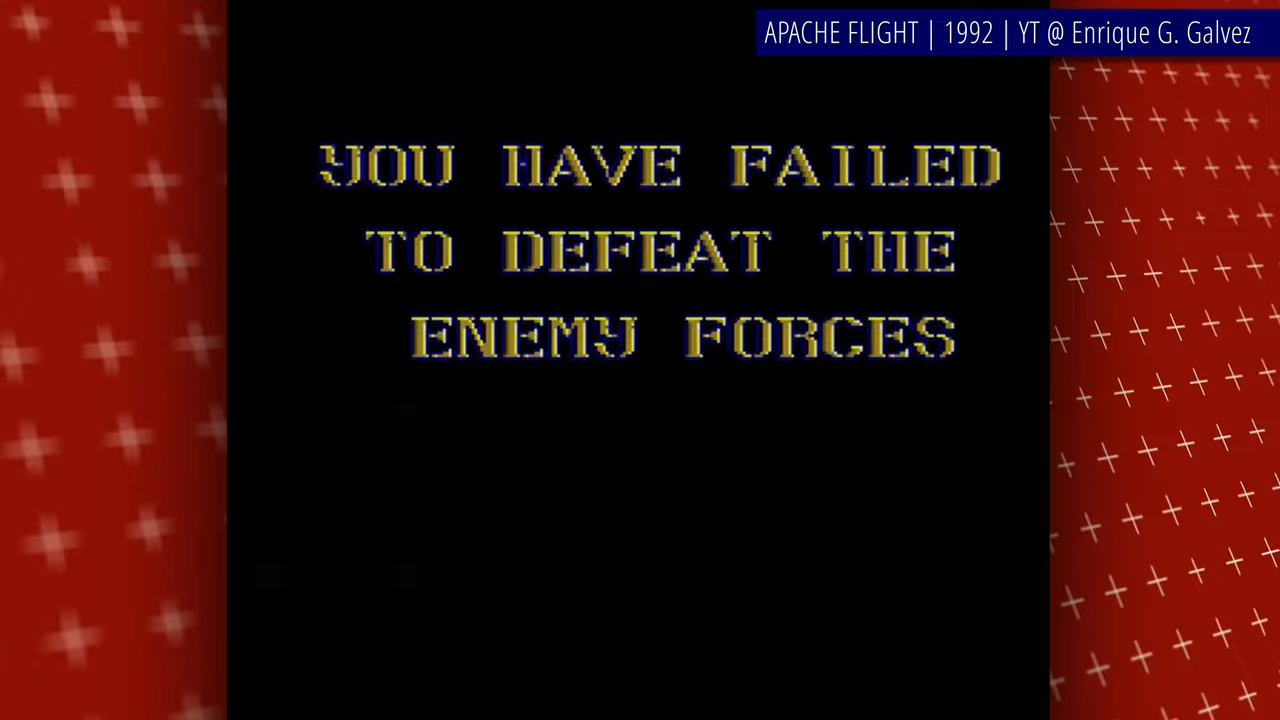 APACHE FLIGHT | 1992 | YT @ Enrique G. Galvez
YOU HAVE FAILED
TO DEFEAT THE
ENEMY FORCES